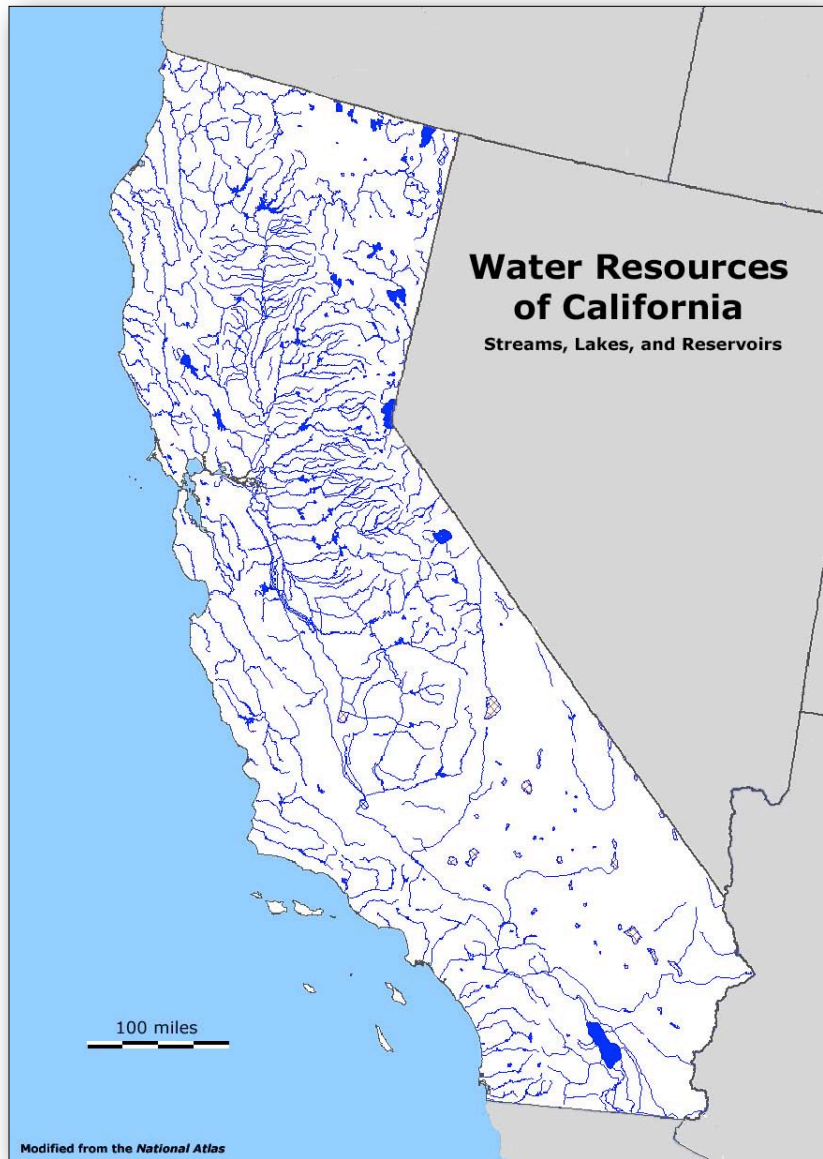 Water Resources
of California
Streams, Lakes, and Reservoirs
100 miles
Modified from the National Atlas